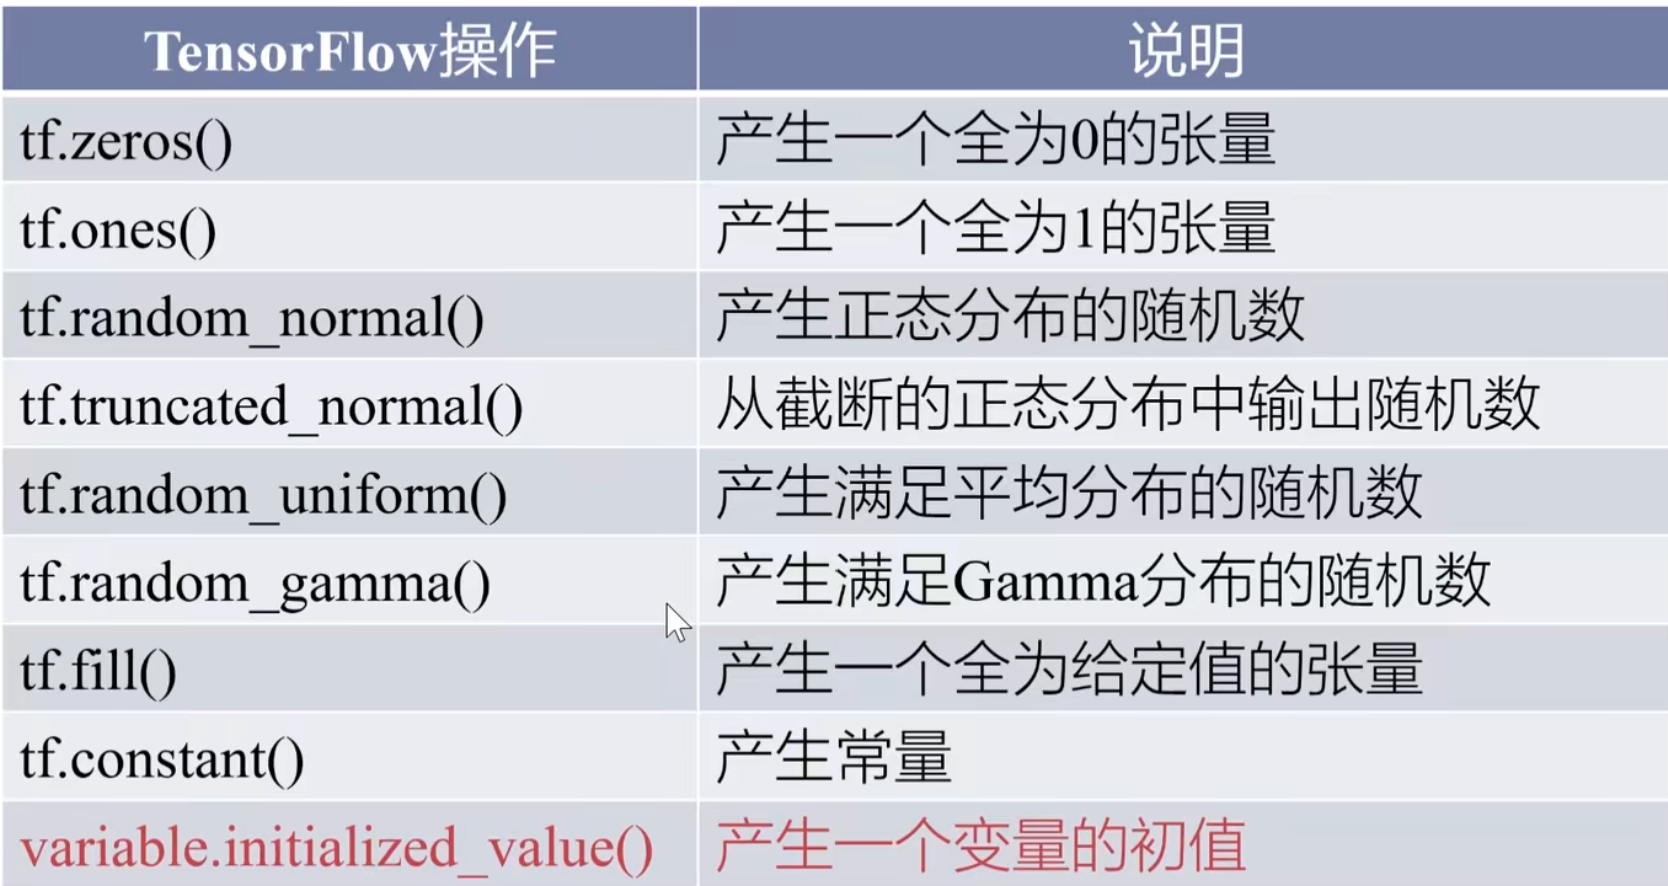 TensorFlow操作 说明
tf.zeros() 产生一个全为0的张量
tf.ones() 产生一个全为1的张量
tf.random_normal() 产生正态分布的随机数
tf.truncated_normal() 从截断的正态分布中输出随机数
tf.random_uniform() 产生满足平均分布的随机数
tf.random_gamma() 产生满足Gamma分布的随机数
tf.fill() 产生一个全为给定值的张量
tf.constant() 产生常量
variable.initialized_value() 产生一个变量的初值